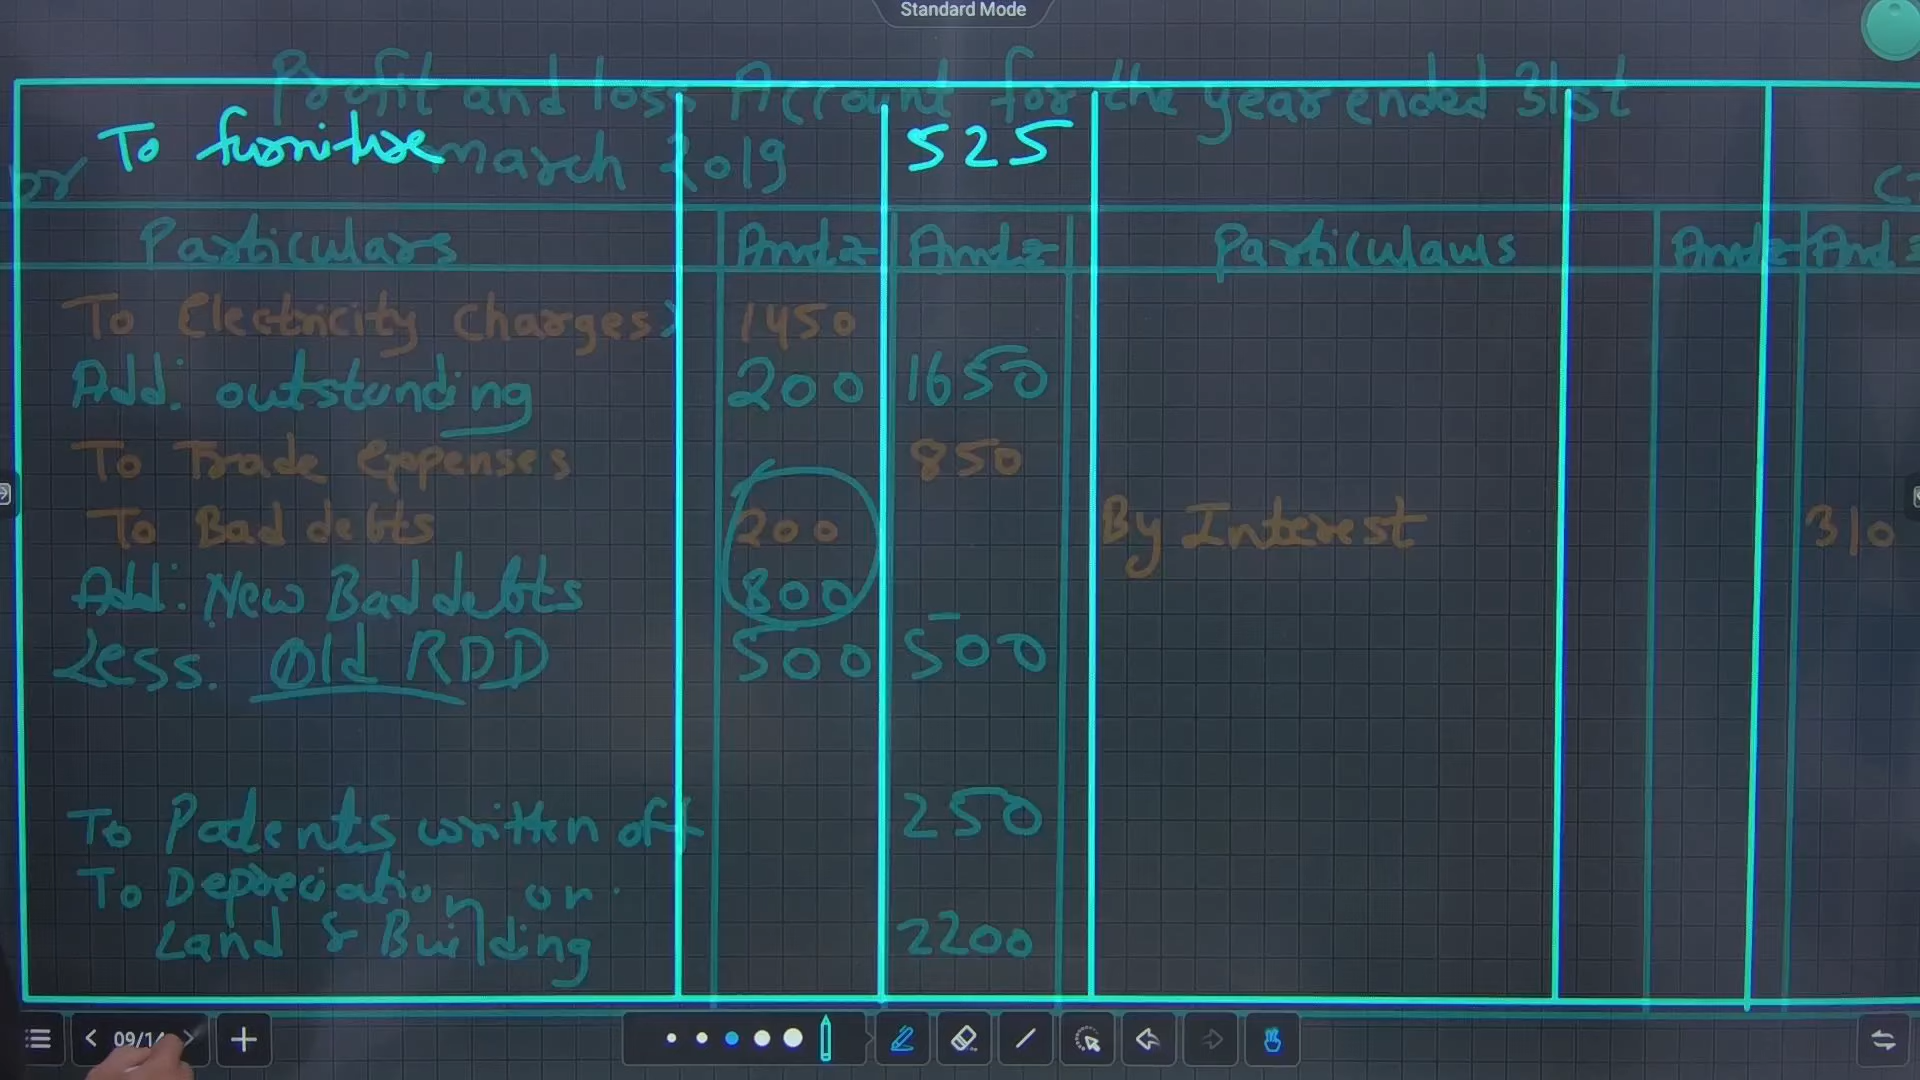 Standard Mode
Profit and loss Account for the year ended 31st
march 2019
To furniture 525
Particulars Amt₹ Amt₹ Particulars Amt₹ Amt₹
To Electricity Charges: 1450
Add: outstanding 200 1650
To Trade expenses 850
To Bad debts 200 By Interest 310
Add: New Bad debts 800
Less. Old RDD 500 500
To Patents written off 250
To Depreciation on
Land & Building 2200
09/14